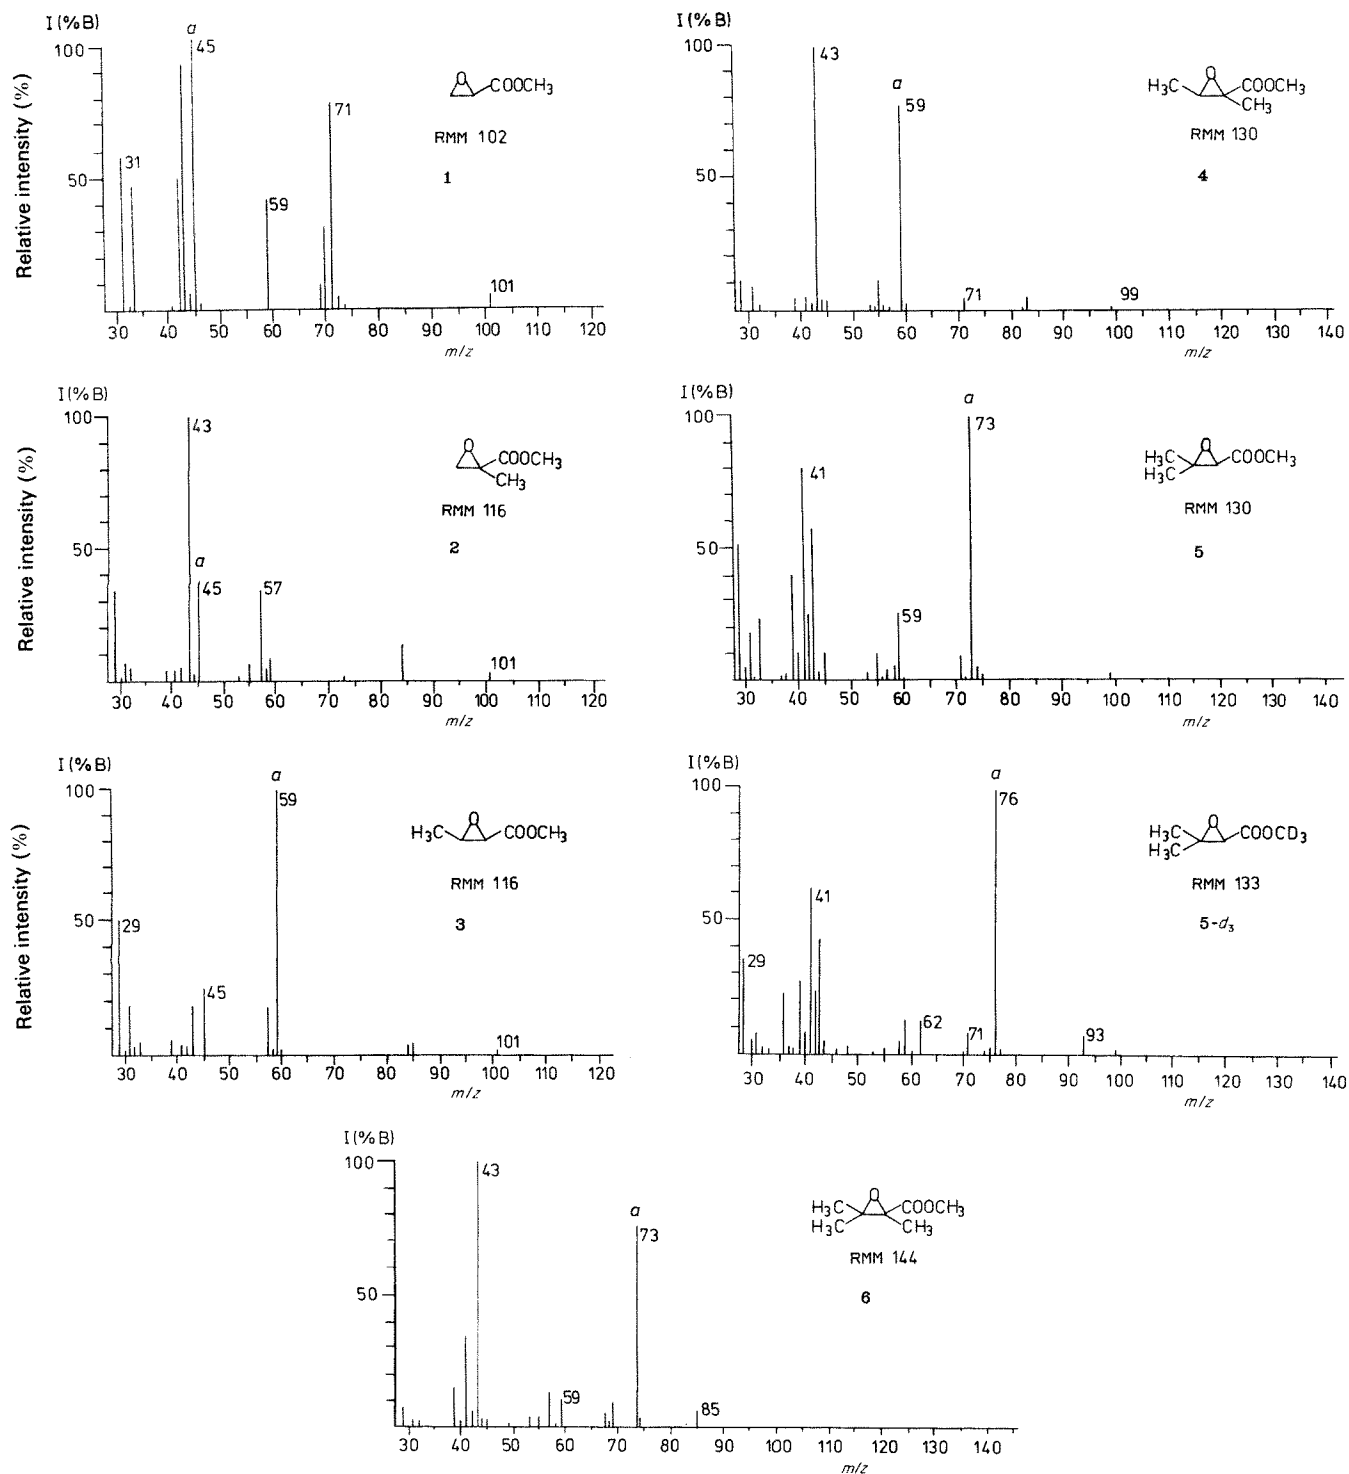 I (%B)
Relative intensity (%)
100
50
a
45
31
59
71
101
O
COOCH₃
RMM 102
1
30 40 50 60 70 80 90 100 110 120
m/z
I (%B)
100
50
43
a
59
71
99
H₃C
O
COOCH₃
CH₃
RMM 130
4
30 40 50 60 70 80 90 100 110 120 130 140
m/z
I (%B)
Relative intensity (%)
100
50
43
a
45
57
101
O
COOCH₃
CH₃
RMM 116
2
30 40 50 60 70 80 90 100 110 120
m/z
I (%B)
100
50
a
73
41
59
H₃C
H₃C
O
COOCH₃
RMM 130
5
30 40 50 60 70 80 90 100 110 120 130 140
m/z
I (%B)
Relative intensity (%)
100
50
a
59
29
45
101
H₃C
O
COOCH₃
RMM 116
3
30 40 50 60 70 80 90 100 110 120
m/z
I (%B)
100
50
a
76
41
29
62
71
93
H₃C
H₃C
O
COOCD₃
RMM 133
5-d₃
30 40 50 60 70 80 90 100 110 120 130 140
m/z
I (%B)
100
50
43
a
73
59
85
H₃C
H₃C
O
COOCH₃
CH₃
RMM 144
6
30 40 50 60 70 80 90 100 110 120 130 140
m/z